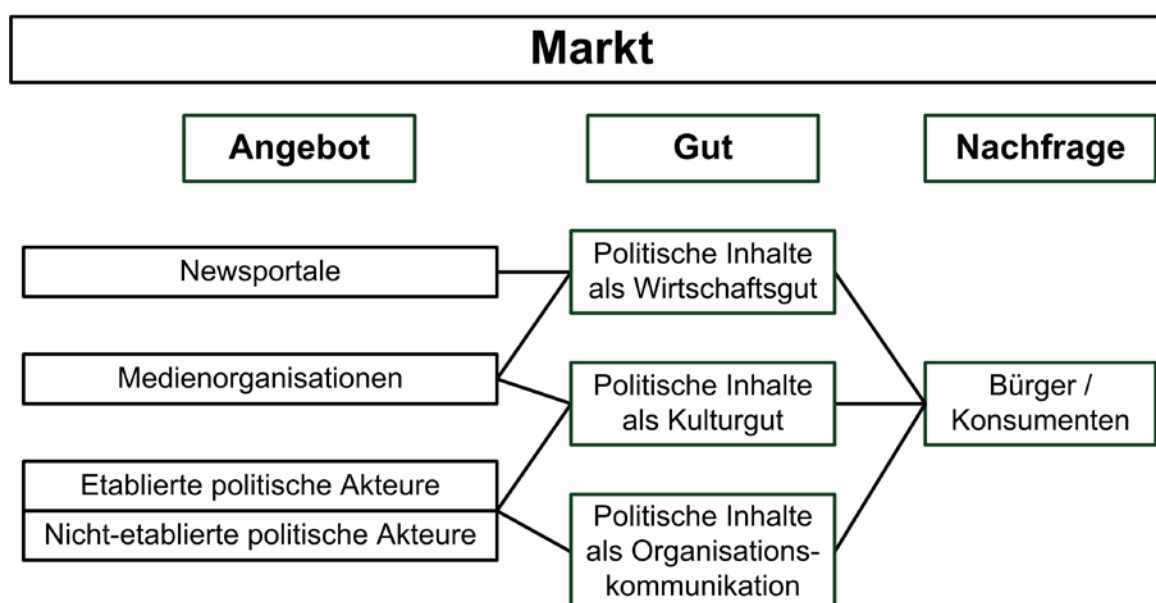 Markt
Angebot
Gut
Nachfrage
Newsportale
Medienorganisationen
Etablierte politische Akteure
Nicht-etablierte politische Akteure
Politische Inhalte
als Wirtschaftsgut
Politische Inhalte
als Kulturgut
Politische Inhalte
als Organisations-
kommunikation
Bürger /
Konsumenten